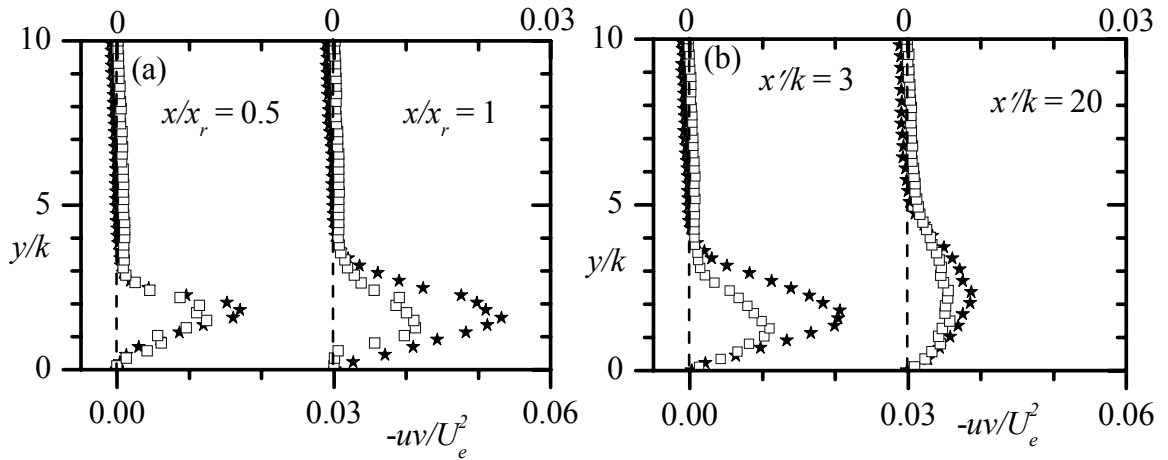 0 0 0.03 0 0 0.03
10 (a) 10 (b)
x/x_r = 0.5 x/x_r = 1 x′/k = 3 x′/k = 20
5 5
y/k y/k
0 0
0.00 0.03 0.06 0.00 0.03 0.06
-uv/U_e^2 -uv/U_e^2